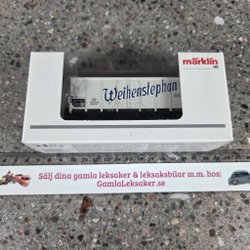 märklin
Weihenstephan
Sälj dina gamla leksaker & leksaksbilar m.m. hos:
GamlaLeksaker.se